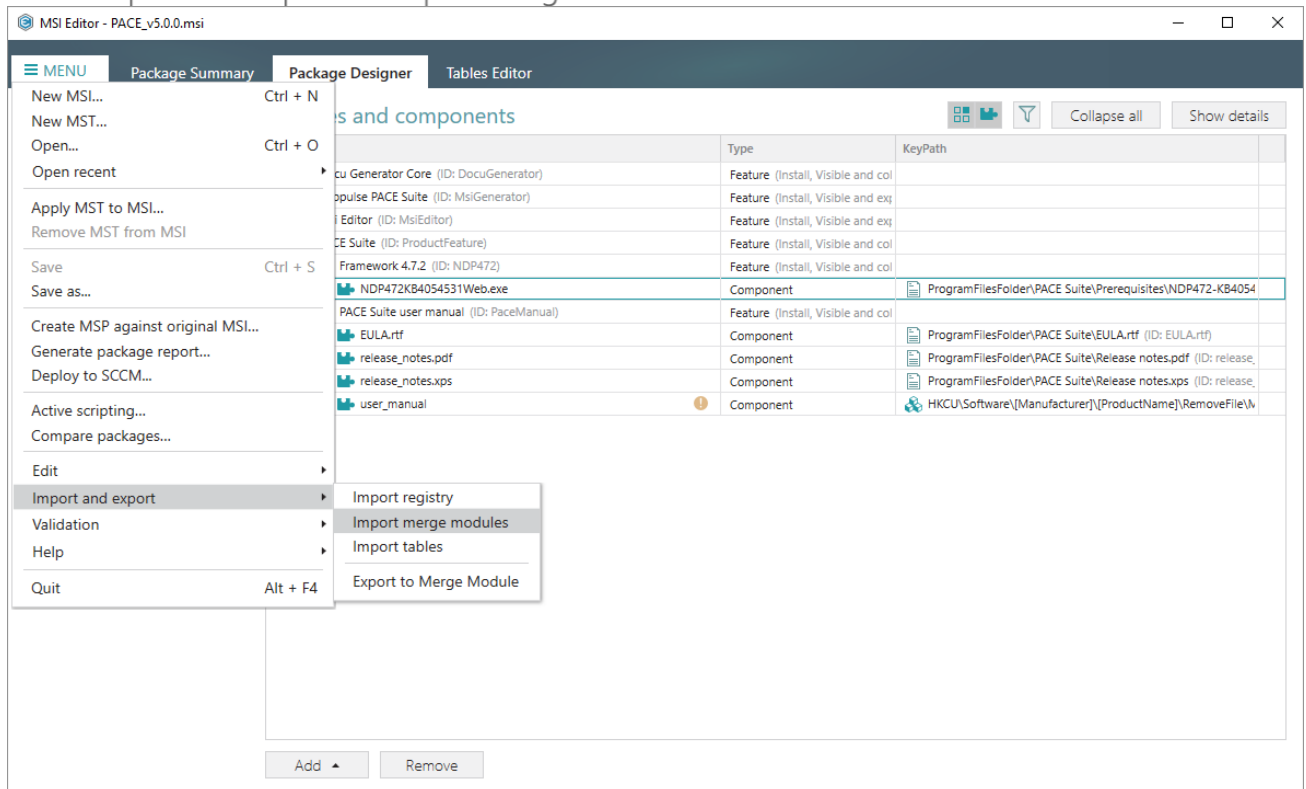 MSI Editor - PACE_v5.0.0.msi
MENU Package Summary Package Designer Tables Editor
New MSI... Ctrl + N
New MST...
Open... Ctrl + O
Open recent
Apply MST to MSI...
Remove MST from MSI
Save Ctrl + S
Save as...
Create MSP against original MSI...
Generate package report...
Deploy to SCCM...
Active scripting...
Compare packages...
Edit
Import and export
Validation
Help
Quit Alt + F4
Import registry
Import merge modules
Import tables
Export to Merge Module
s and components Collapse all Show details
Type KeyPath
cu Generator Core (ID: DocuGenerator) Feature (Install, Visible and col
opulse PACE Suite (ID: MsiGenerator) Feature (Install, Visible and exp
i Editor (ID: MsiEditor) Feature (Install, Visible and exp
CE Suite (ID: ProductFeature) Feature (Install, Visible and col
Framework 4.7.2 (ID: NDP472) Feature (Install, Visible and col
NDP472KB4054531Web.exe Component ProgramFilesFolder\PACE Suite\Prerequisites\NDP472-KB4054
PACE Suite user manual (ID: PaceManual) Feature (Install, Visible and col
EULA.rtf Component ProgramFilesFolder\PACE Suite\EULA.rtf (ID: EULA.rtf)
release_notes.pdf Component ProgramFilesFolder\PACE Suite\Release notes.pdf (ID: release_
release_notes.xps Component ProgramFilesFolder\PACE Suite\Release notes.xps (ID: release_
user_manual Component HKCU\Software\[Manufacturer]\[ProductName]\RemoveFile\M
Add Remove